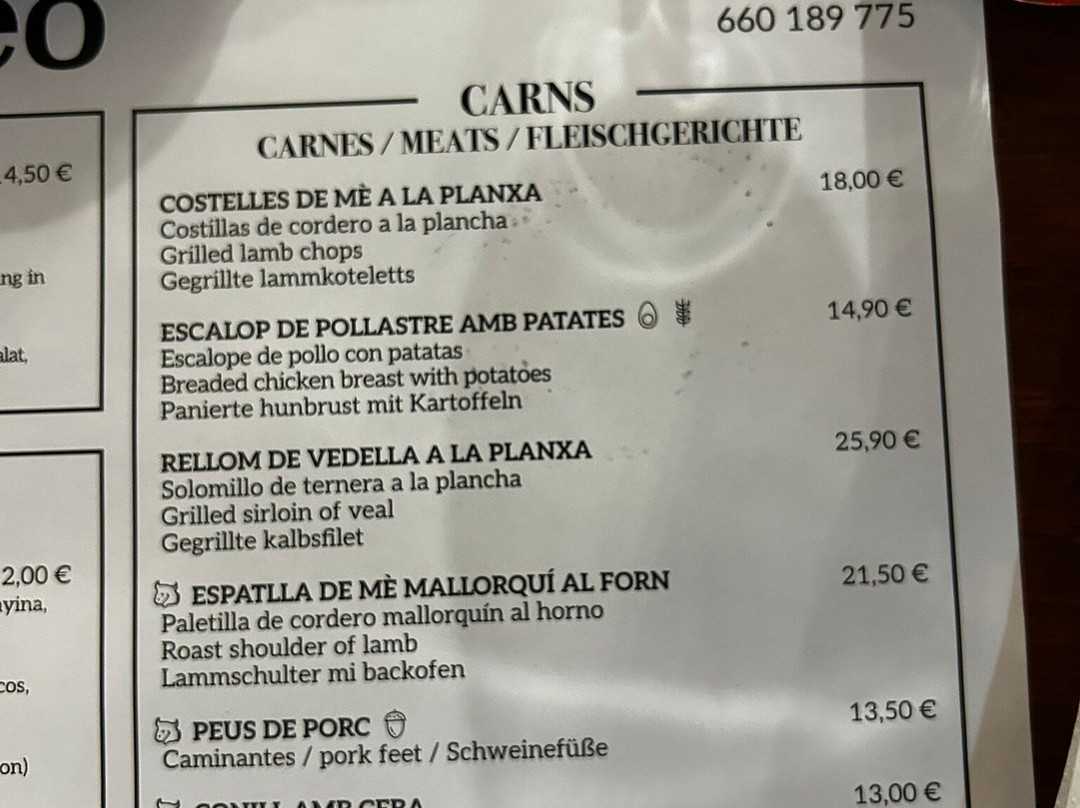 eo
660 189 775
4,50 €
ng in
alat,
2,00 €
yina,
cos,
on)
CARNS
CARNES / MEATS / FLEISCHGERICHTE
COSTELLES DE MÈ A LA PLANXA 18,00 €
Costillas de cordero a la plancha
Grilled lamb chops
Gegrillte lammkoteletts
ESCALOP DE POLLASTRE AMB PATATES 14,90 €
Escalope de pollo con patatas
Breaded chicken breast with potatoes
Panierte hunbrust mit Kartoffeln
RELLOM DE VEDELLA A LA PLANXA 25,90 €
Solomillo de ternera a la plancha
Grilled sirloin of veal
Gegrillte kalbsfilet
ESPATLLA DE MÈ MALLORQUÍ AL FORN 21,50 €
Paletilla de cordero mallorquín al horno
Roast shoulder of lamb
Lammschulter mi backofen
PEUS DE PORC 13,50 €
Caminantes / pork feet / Schweinefüße
CONILL AMB CEBA 13,00 €